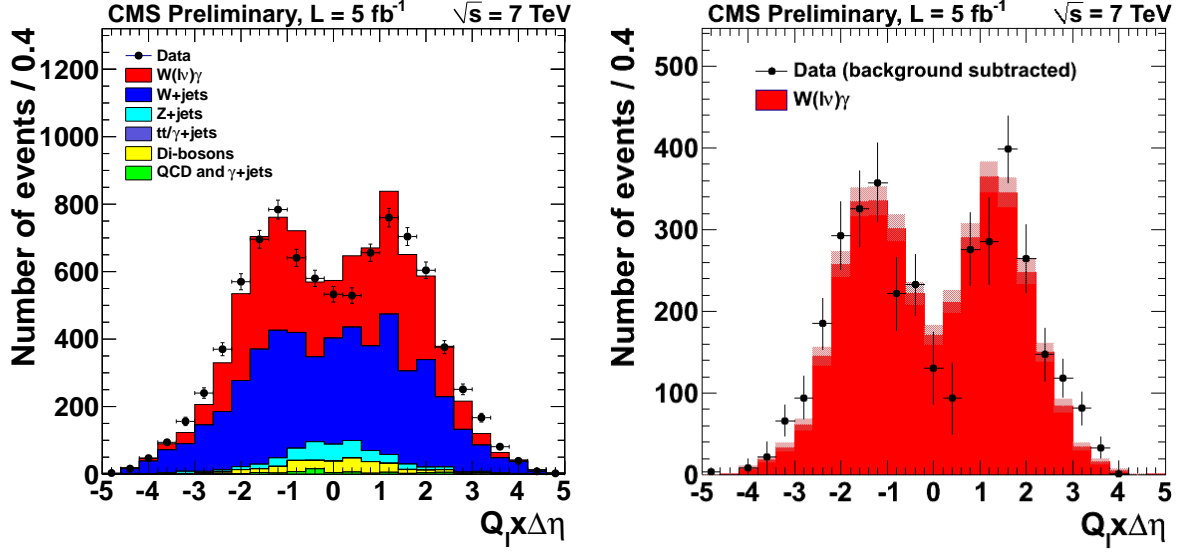 CMS Preliminary, L = 5 fb⁻¹ √s = 7 TeV
Number of events / 0.4
1200
1000
800
600
400
200
0
Data
W(lν)γ
W+jets
Z+jets
tt/γ+jets
Di-bosons
QCD and γ+jets
-5 -4 -3 -2 -1 0 1 2 3 4 5
Q_l xΔη
CMS Preliminary, L = 5 fb⁻¹ √s = 7 TeV
Number of events / 0.4
500
400
300
200
100
0
Data (background subtracted)
W(lν)γ
-5 -4 -3 -2 -1 0 1 2 3 4 5
Q_l xΔη